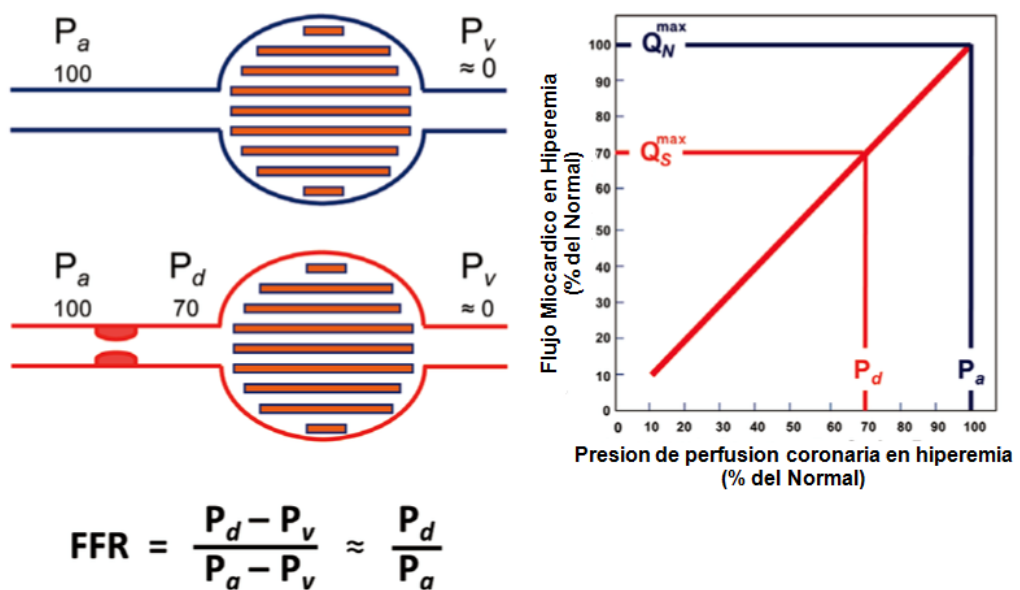 Pa
100
Pv
≈ 0
Pa
100
Pd
70
Pv
≈ 0
FFR = Pd – Pv / Pa – Pv ≈ Pd / Pa
Flujo Miocardico en Hiperemia
(% del Normal)
100
90
80
70
60
50
40
30
20
10
0
QN max
QS max
Pd
Pa
0 10 20 30 40 50 60 70 80 90 100
Presion de perfusion coronaria en hiperemia
(% del Normal)